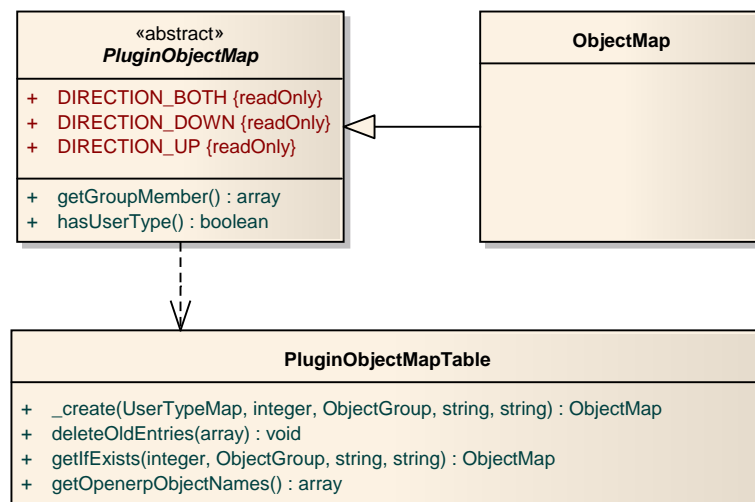 «abstract»
PluginObjectMap
+ DIRECTION_BOTH {readOnly}
+ DIRECTION_DOWN {readOnly}
+ DIRECTION_UP {readOnly}
+ getGroupMember() : array
+ hasUserType() : boolean
ObjectMap
PluginObjectMapTable
+ _create(UserTypeMap, integer, ObjectGroup, string, string) : ObjectMap
+ deleteOldEntries(array) : void
+ getIfExists(integer, ObjectGroup, string, string) : ObjectMap
+ getOpenerpObjectNames() : array